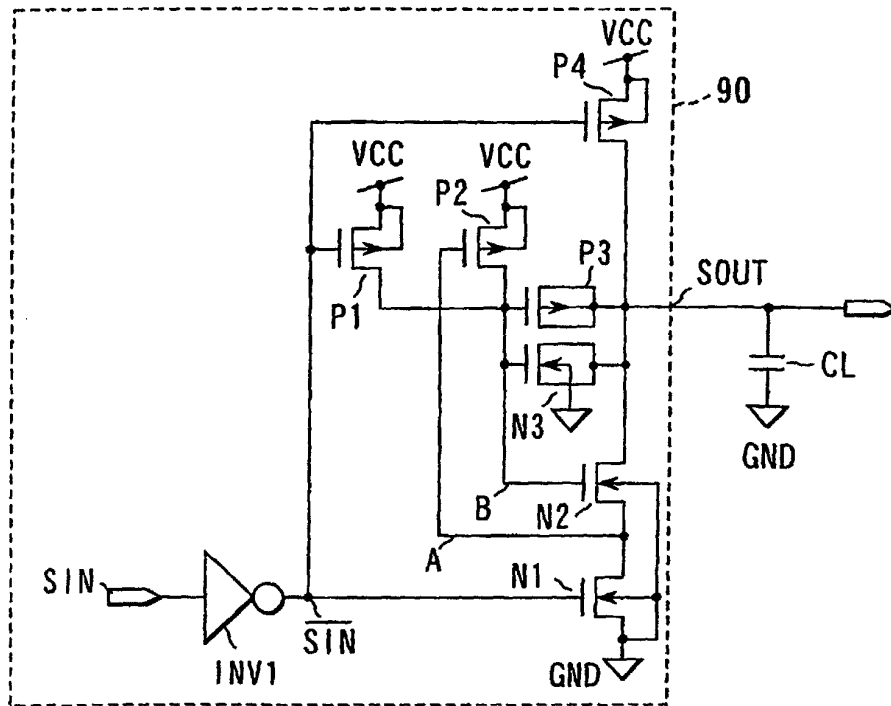 VCC
P4
90
VCC
VCC
P2
P3
SOUT
P1
CL
N3
GND
B
N2
A
SIN
N1
SIN
INV1
GND